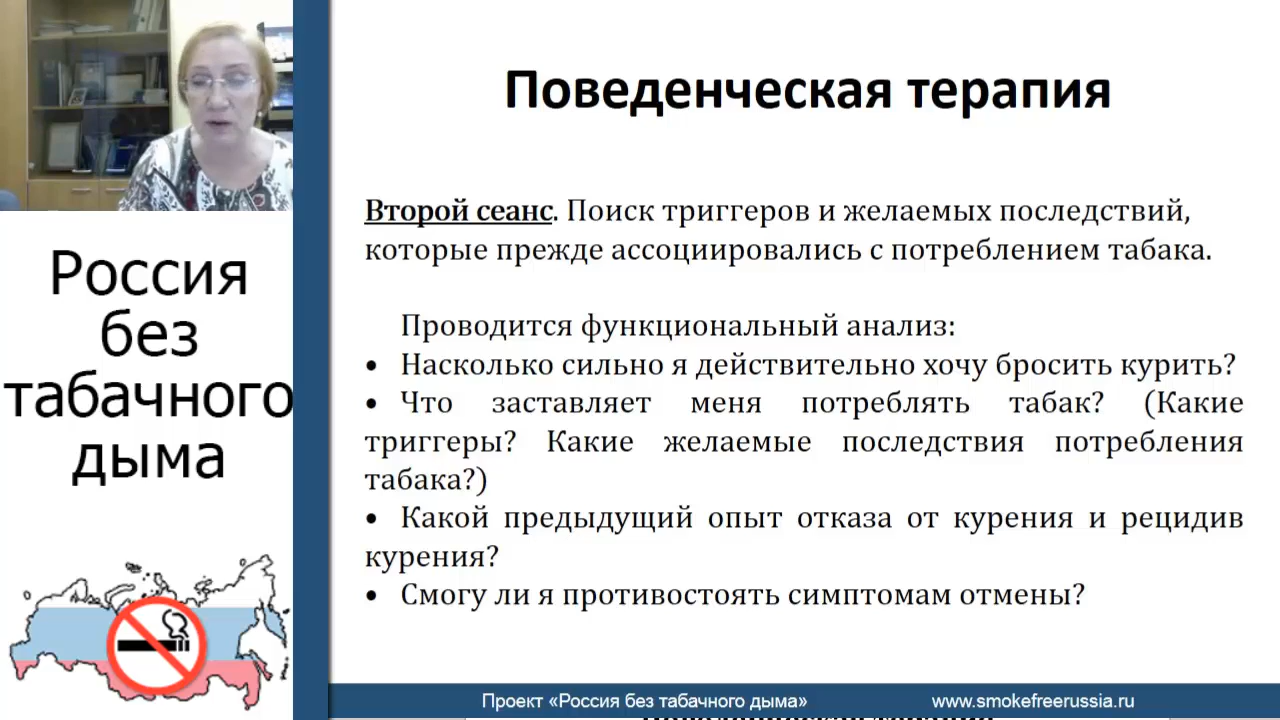 Поведенческая терапия
Второй сеанс. Поиск триггеров и желаемых последствий,
которые прежде ассоциировались с потреблением табака.
Проводится функциональный анализ:
• Насколько сильно я действительно хочу бросить курить?
• Что заставляет меня потреблять табак? (Какие
триггеры? Какие желаемые последствия потребления
табака?)
• Какой предыдущий опыт отказа от курения и рецидив
курения?
• Смогу ли я противостоять симптомам отмены?
Россия
без
табачного
дыма
Проект «Россия без табачного дыма» www.smokefreerussia.ru